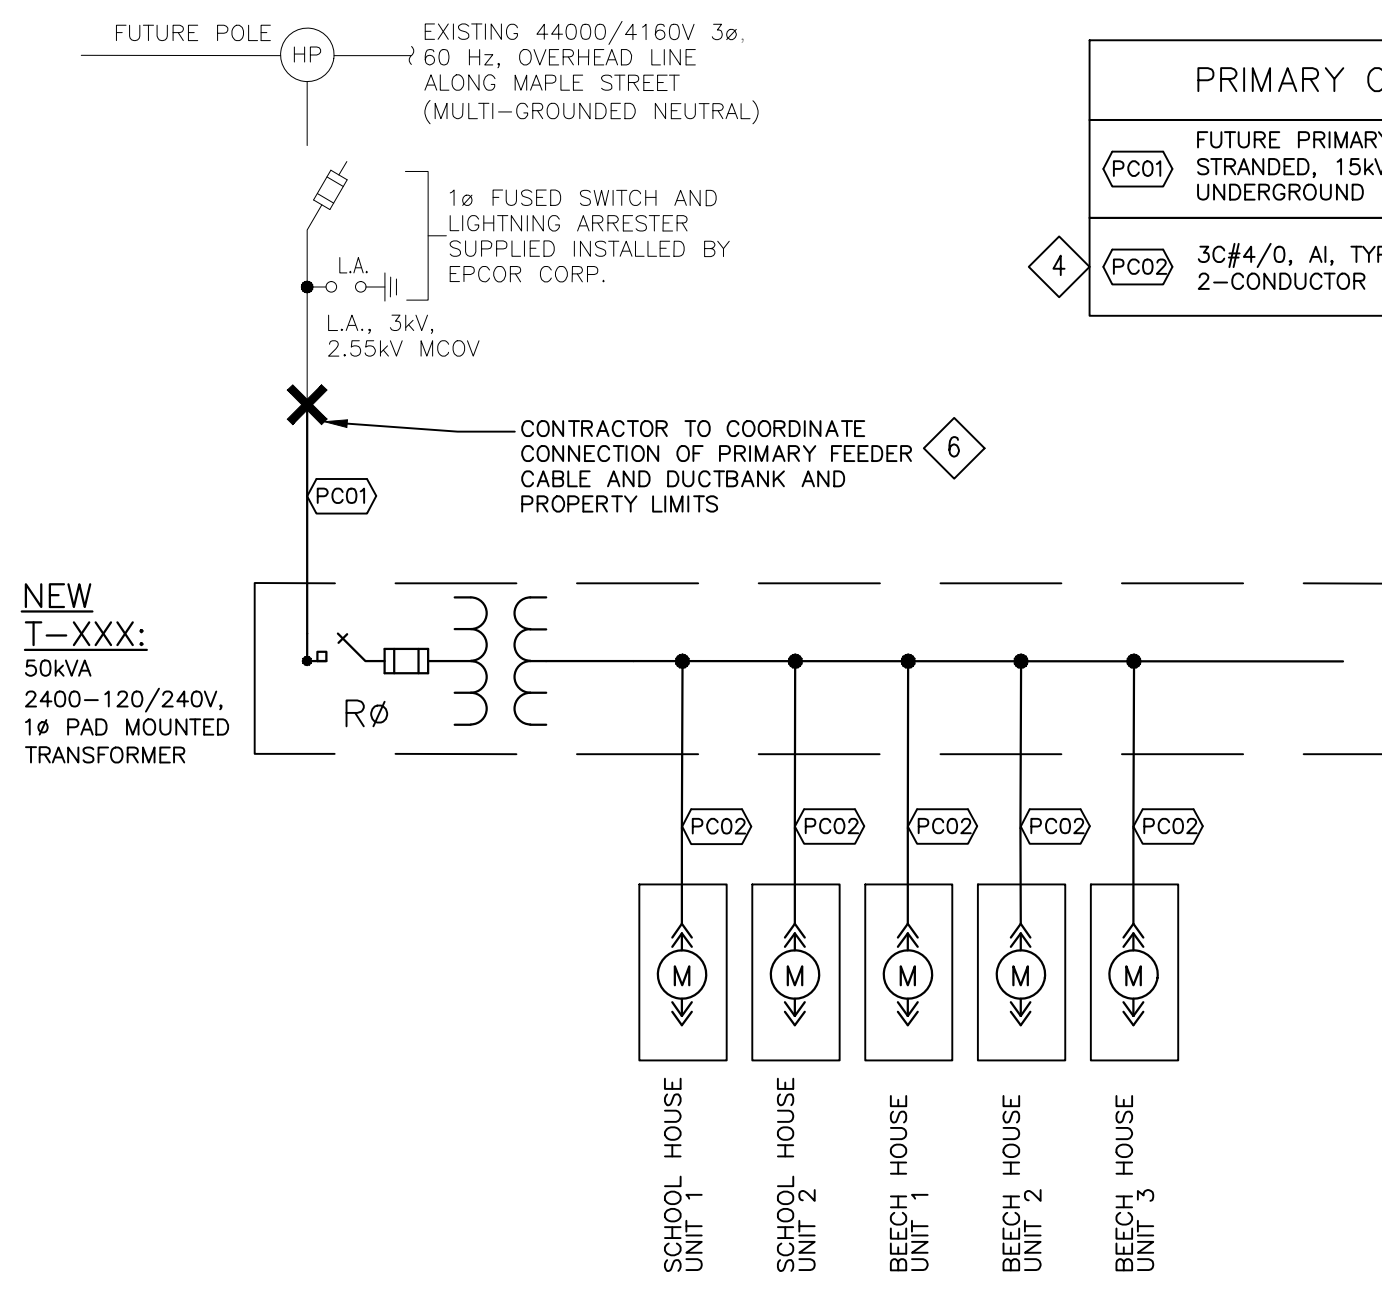 FUTURE POLE
HP
EXISTING 44000/4160V 3ø,
60 Hz, OVERHEAD LINE
ALONG MAPLE STREET
(MULTI-GROUNDED NEUTRAL)
1ø FUSED SWITCH AND
LIGHTNING ARRESTER
SUPPLIED INSTALLED BY
EPCOR CORP.
L.A.
L.A., 3kV,
2.55kV MCOV
PRIMARY
PC01
FUTURE PRIMARY
STRANDED, 15kV
UNDERGROUND
4
PC02
3C#4/0, Al,
2-CONDUCTOR
CONTRACTOR TO COORDINATE
CONNECTION OF PRIMARY FEEDER
CABLE AND DUCTBANK AND
PROPERTY LIMITS
6
PC01
NEW
T-XXX:
50kVA
2400-120/240V,
1ø PAD MOUNTED
TRANSFORMER
RØ
PC02
PC02
PC02
PC02
PC02
M
M
M
M
M
SCHOOL HOUSE
UNIT 1
SCHOOL HOUSE
UNIT 2
BEECH HOUSE
UNIT 1
BEECH HOUSE
UNIT 2
BEECH HOUSE
UNIT 3